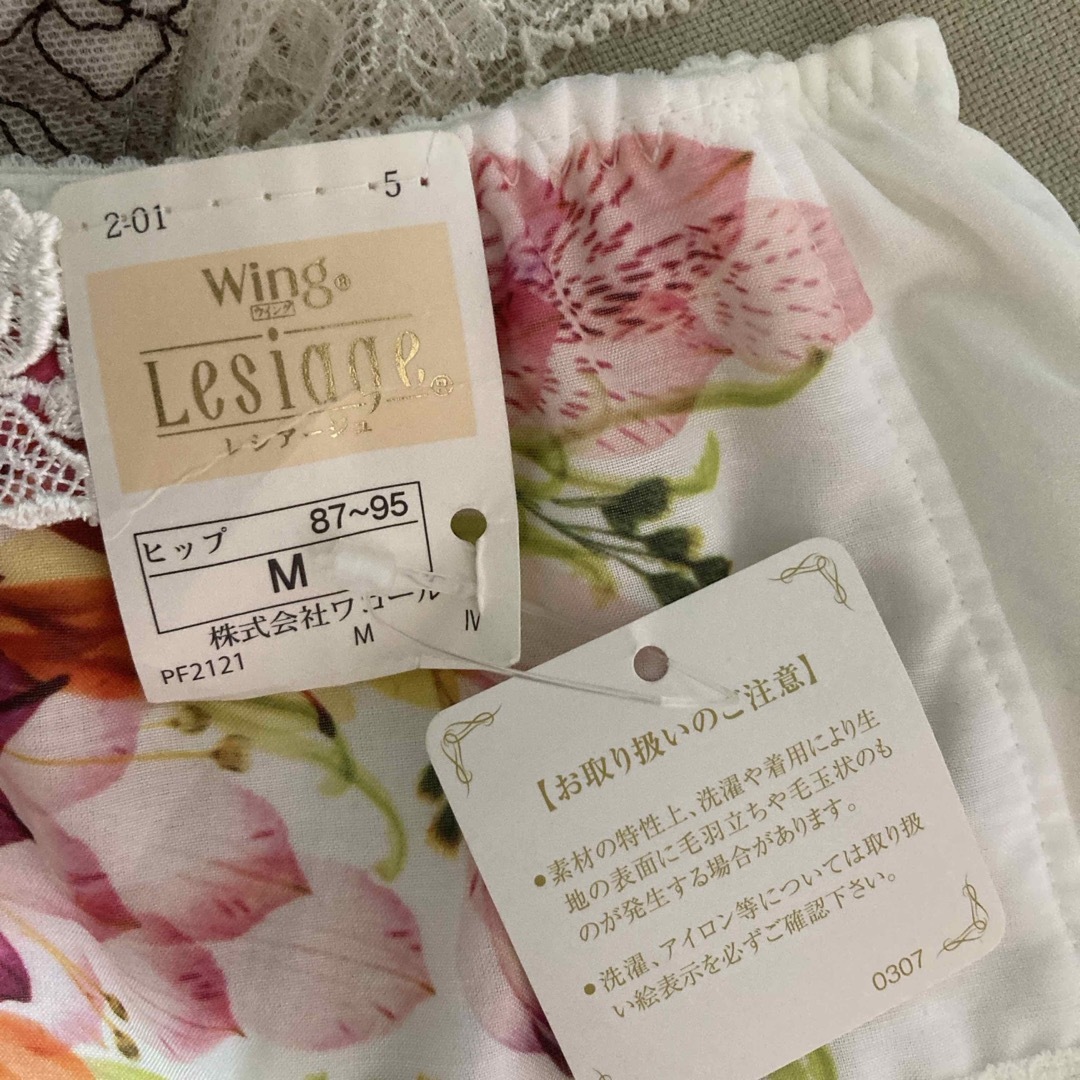 2-01 5
Wing®
ウイング
Lesiage®
レシアージュ
ヒップ 87~95
M
株式会社ワコール
M
PF2121
【お取り扱いのご注意】
●素材の特性上、洗濯や着用により生
地の表面に毛羽立ちや毛玉状のも
のが発生する場合があります。
●洗濯、アイロン等については取り扱
い絵表示を必ずご確認下さい。
0307